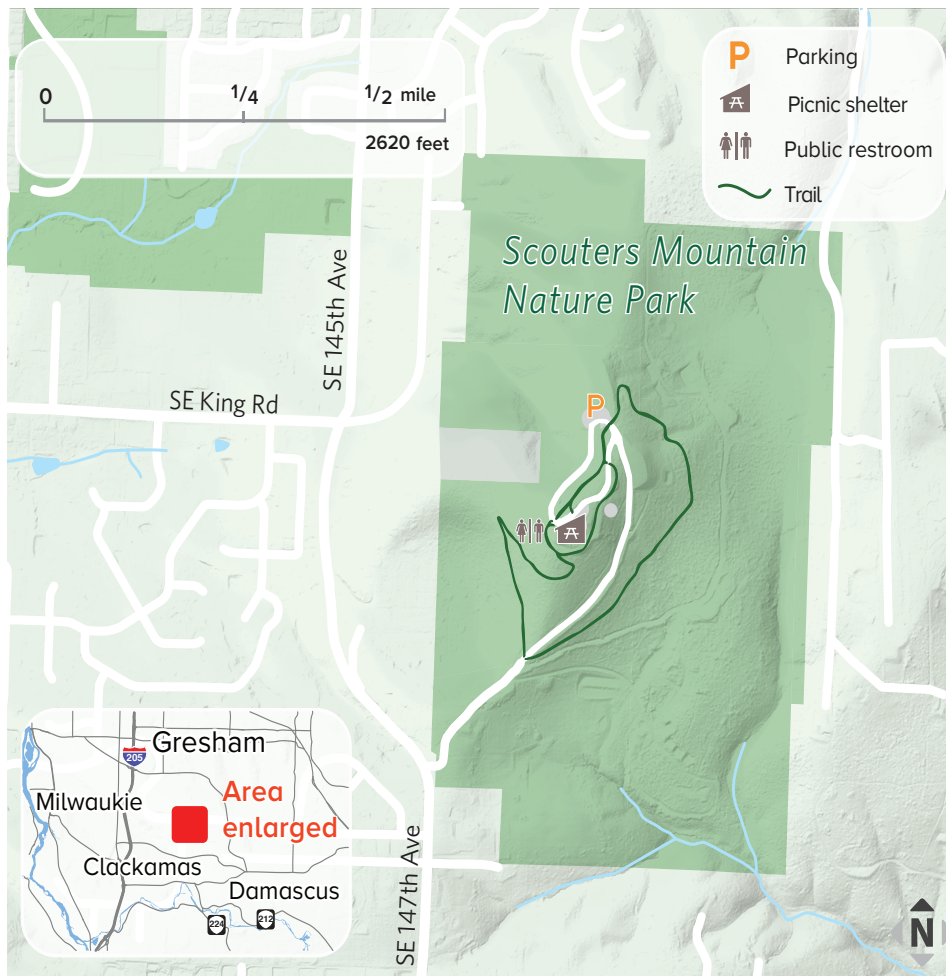 0 1/4 1/2 mile
2620 feet
P Parking
Picnic shelter
Public restroom
Trail
Scouters Mountain
Nature Park
SE 145th Ave
SE King Rd
P
SE 147th Ave
Gresham
205
Milwaukie
Area
enlarged
Clackamas
Damascus
224
212
N